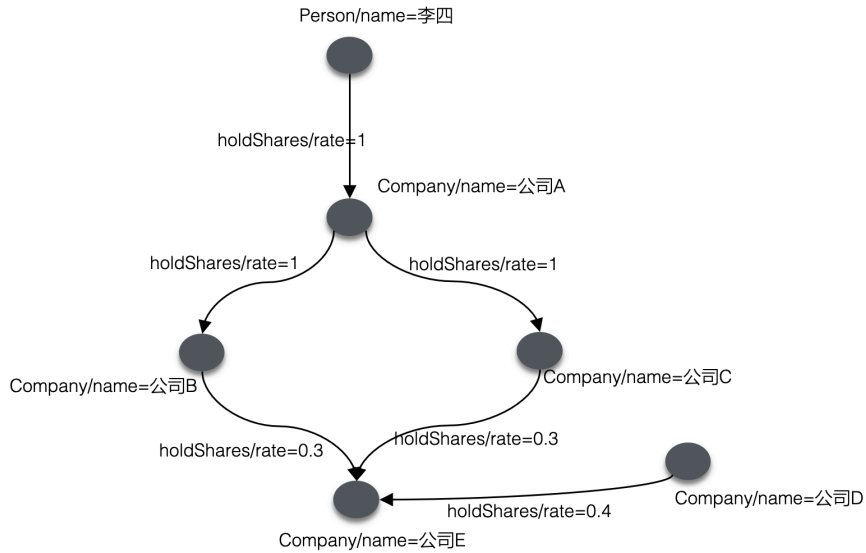 Person/name=李四
holdShares/rate=1
Company/name=公司A
holdShares/rate=1
holdShares/rate=1
Company/name=公司B
Company/name=公司C
holdShares/rate=0.3
holdShares/rate=0.3
Company/name=公司D
holdShares/rate=0.4
Company/name=公司E